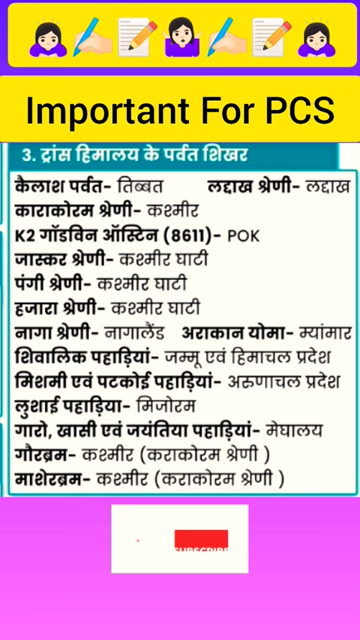 Important For PCS
3. ट्रांस हिमालय के पर्वत शिखर
कैलाश पर्वत- तिब्बत लद्दाख श्रेणी- लद्दाख
काराकोरम श्रेणी- कश्मीर
K2 गॉडविन ऑस्टिन (8611)- POK
जास्कर श्रेणी- कश्मीर घाटी
पंगी श्रेणी- कश्मीर घाटी
हजारा श्रेणी- कश्मीर घाटी
नागा श्रेणी- नागालैंड अराकान योमा- म्यांमार
शिवालिक पहाड़ियां- जम्मू एवं हिमाचल प्रदेश
मिशमी एवं पटकोई पहाड़ियां- अरुणाचल प्रदेश
लुशाई पहाड़िया- मिजोरम
गारो, खासी एवं जयंतिया पहाड़ियां- मेघालय
गौरब्रम- कश्मीर (कराकोरम श्रेणी )
माशेरब्रम- कश्मीर (कराकोरम श्रेणी )
SUBSCRIBE